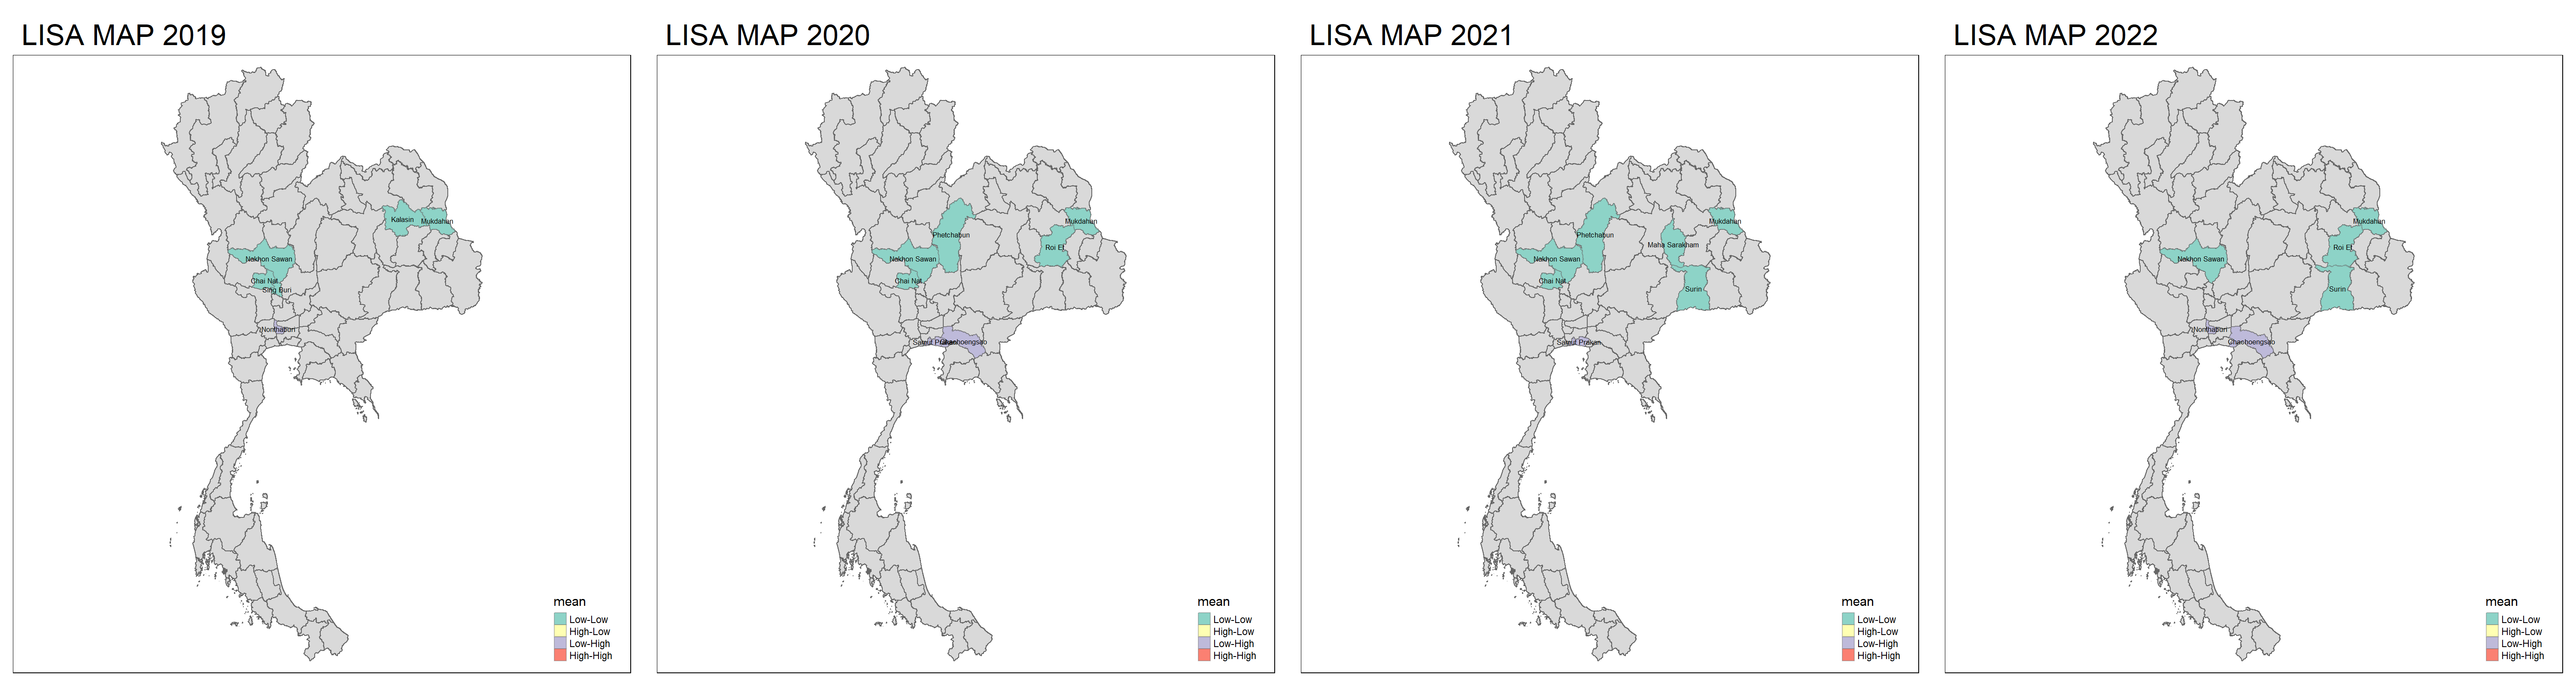 LISA MAP 2019
Kalasin
Mukdahan
Nakhon Sawan
Chai Nat
Sing Buri
Nonthaburi
mean
Low-Low
High-Low
Low-High
High-High
LISA MAP 2020
Mukdahan
Phetchabun
Roi Et
Nakhon Sawan
Chai Nat
Samut Prakan
Chachoengsao
mean
Low-Low
High-Low
Low-High
High-High
LISA MAP 2021
Mukdahan
Phetchabun
Maha Sarakham
Nakhon Sawan
Chai Nat
Surin
Samut Prakan
mean
Low-Low
High-Low
Low-High
High-High
LISA MAP 2022
Mukdahan
Roi Et
Nakhon Sawan
Surin
Nonthaburi
Chachoengsao
mean
Low-Low
High-Low
Low-High
High-High